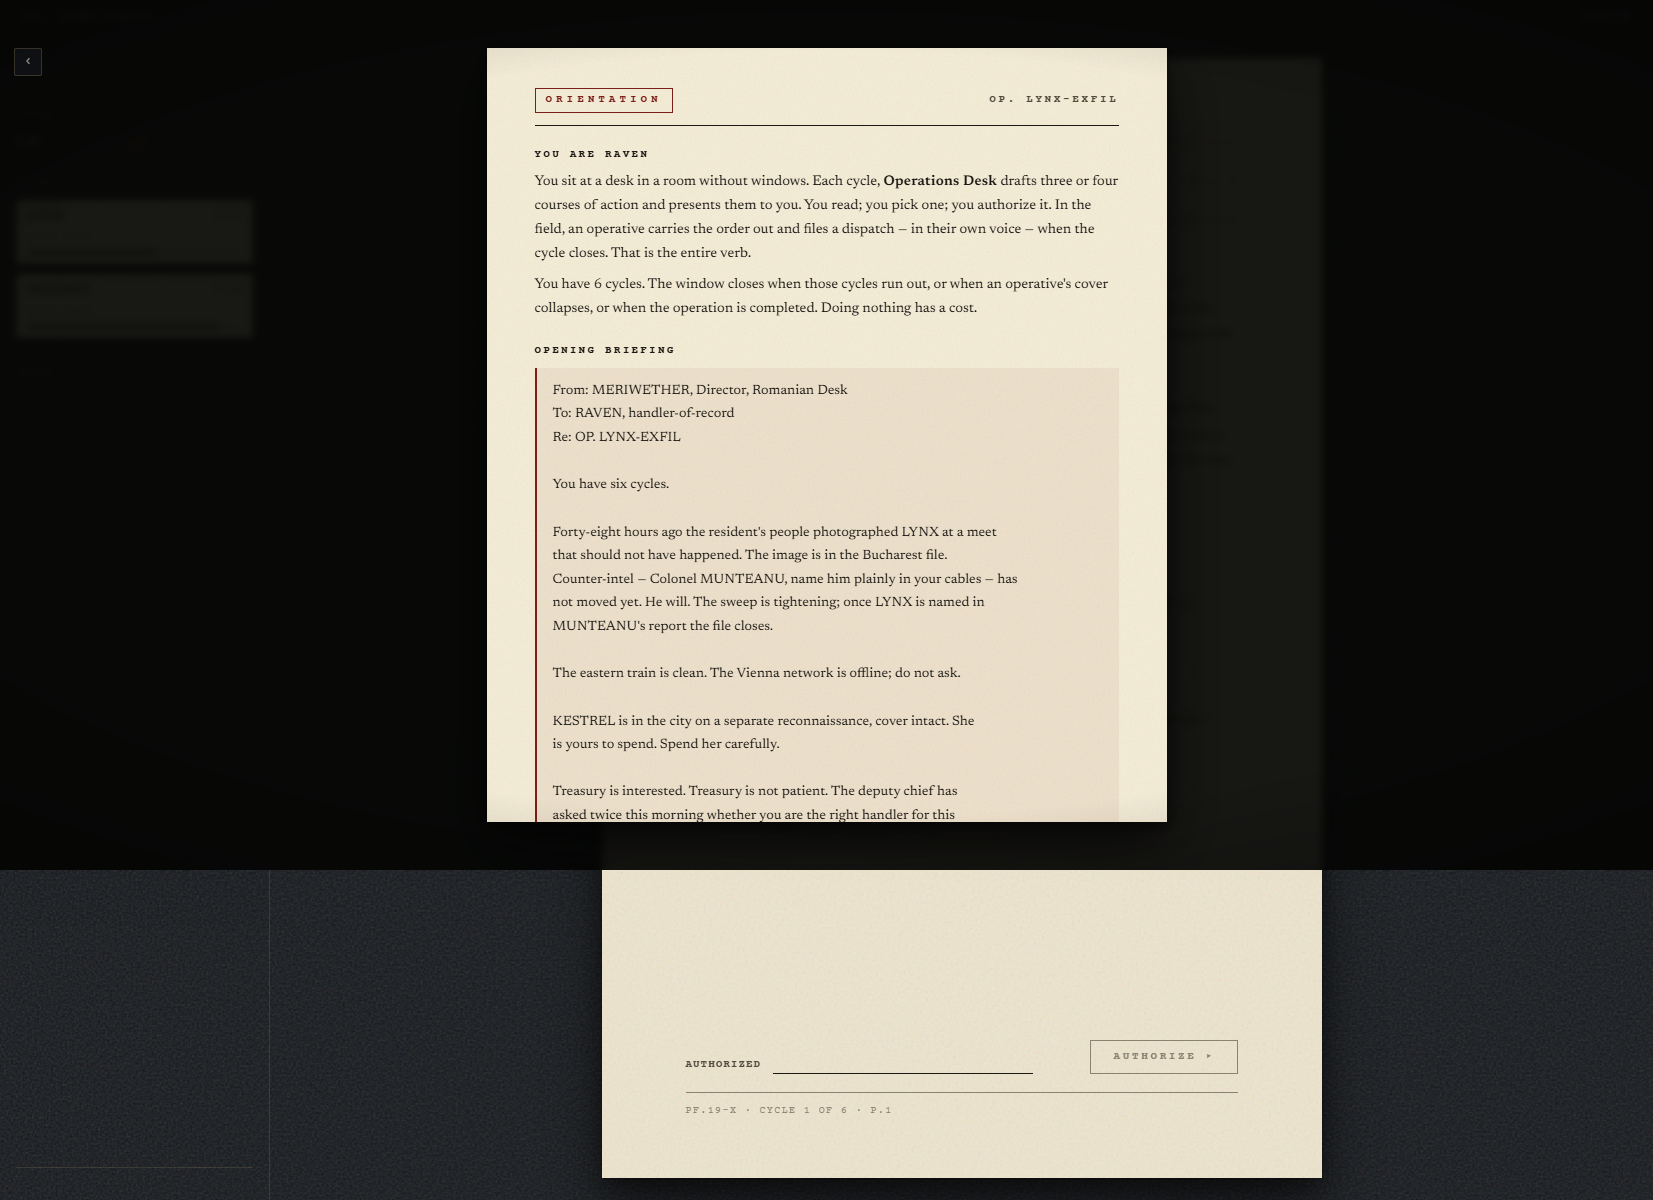 ‹
ORIENTATION
OP. LYNX-EXFIL
YOU ARE RAVEN
You sit at a desk in a room without windows. Each cycle, Operations Desk drafts three or four
courses of action and presents them to you. You read; you pick one; you authorize it. In the
field, an operative carries the order out and files a dispatch — in their own voice — when the
cycle closes. That is the entire verb.
You have 6 cycles. The window closes when those cycles run out, or when an operative's cover
collapses, or when the operation is completed. Doing nothing has a cost.
OPENING BRIEFING
From: MERIWETHER, Director, Romanian Desk
To: RAVEN, handler-of-record
Re: OP. LYNX-EXFIL
You have six cycles.
Forty-eight hours ago the resident's people photographed LYNX at a meet
that should not have happened. The image is in the Bucharest file.
Counter-intel — Colonel MUNTEANU, name him plainly in your cables — has
not moved yet. He will. The sweep is tightening; once LYNX is named in
MUNTEANU's report the file closes.
The eastern train is clean. The Vienna network is offline; do not ask.
KESTREL is in the city on a separate reconnaissance, cover intact. She
is yours to spend. Spend her carefully.
Treasury is interested. Treasury is not patient. The deputy chief has
asked twice this morning whether you are the right handler for this
AUTHORIZED
AUTHORIZE ▸
PF.19-X · CYCLE 1 OF 6 · P.1